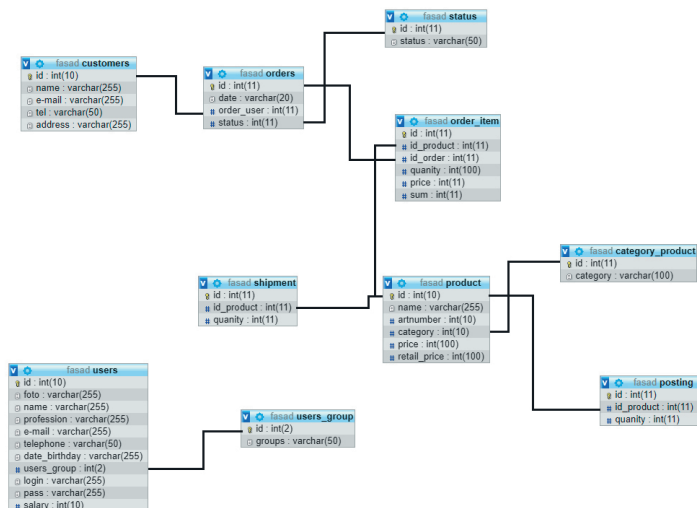 fasad status
id : int(11)
status : varchar(50)
fasad customers
id : int(10)
name : varchar(255)
e-mail : varchar(255)
tel : varchar(50)
address : varchar(255)
fasad orders
id : int(11)
date : varchar(20)
order_user : int(11)
status : int(11)
fasad order_item
id : int(11)
id_product : int(11)
id_order : int(11)
quanity : int(100)
price : int(11)
sum : int(11)
fasad category_product
id : int(11)
category : varchar(100)
fasad shipment
id : int(11)
id_product : int(11)
quanity : int(11)
fasad product
id : int(10)
name : varchar(255)
artnumber : int(10)
category : int(10)
price : int(100)
retail_price : int(100)
fasad users
id : int(10)
foto : varchar(255)
name : varchar(255)
profession : varchar(255)
e-mail : varchar(255)
telephone : varchar(50)
date_birthday : varchar(255)
users_group : int(2)
login : varchar(255)
pass : varchar(255)
salary : int(10)
fasad users_group
id : int(2)
groups : varchar(50)
fasad posting
id : int(11)
id_product : int(11)
quanity : int(11)